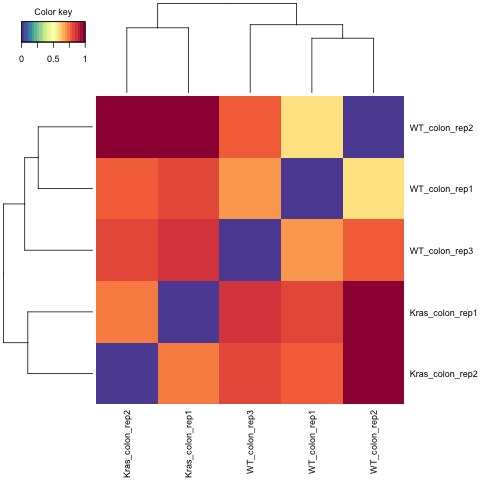 Color key
0 0.5 1
WT_colon_rep2
WT_colon_rep1
WT_colon_rep3
Kras_colon_rep1
Kras_colon_rep2
Kras_colon_rep2
Kras_colon_rep1
WT_colon_rep3
WT_colon_rep1
WT_colon_rep2